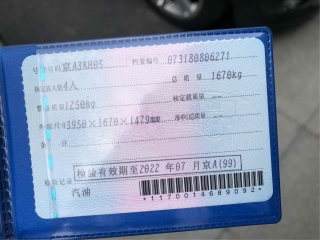 号牌号码 京A3KM05 档案编号 073180806271
核定载人数 4人 总质量 1670kg
整备质量 1250kg 核定载质量 --
外廓尺寸 3950×1670×1479mm 准牵引总质量 --
备注
检验有效期至2022年07月京A(99)
检验记录
汽油
*1170014689092*